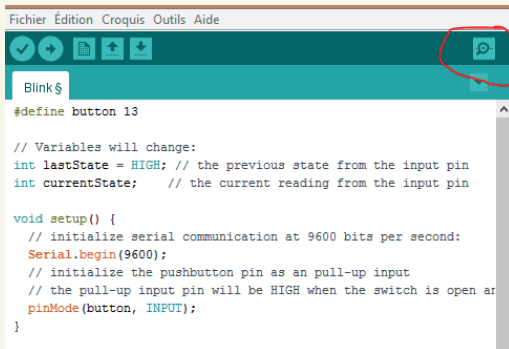 Fichier Édition Croquis Outils Aide
Blink §
#define button 13
// Variables will change:
int lastState = HIGH; // the previous state from the input pin
int currentState;    // the current reading from the input pin
void setup() {
// initialize serial communication at 9600 bits per second:
Serial.begin(9600);
// initialize the pushbutton pin as an pull-up input
// the pull-up input pin will be HIGH when the switch is open
pinMode(button, INPUT);
}